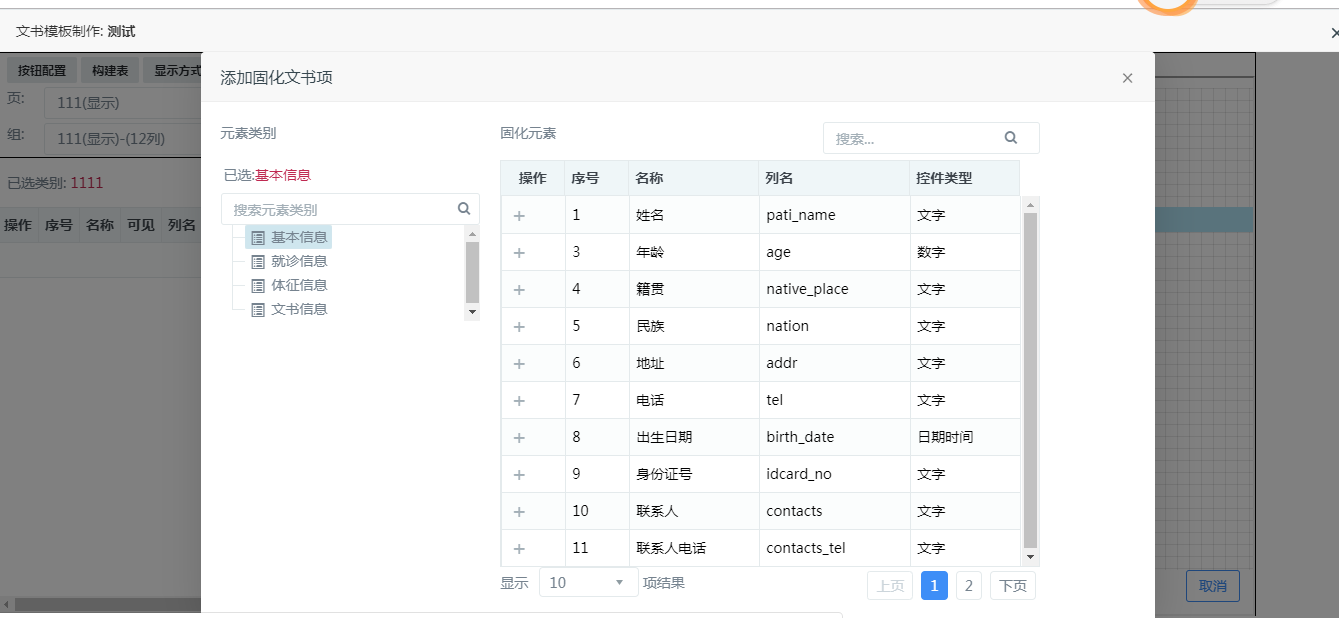 文书模板制作: 测试
按钮配置 构建表 显示方式
页: 111(显示)
组: 111(显示)-(12列)
已选类别: 1111
操作 序号 名称 可见 列名
添加固化文书项
元素类别
已选:基本信息
搜索元素类别
基本信息
就诊信息
体征信息
文书信息
固化元素
搜索...
操作 序号 名称 列名 控件类型
1 姓名 pati_name 文字
3 年龄 age 数字
4 籍贯 native_place 文字
5 民族 nation 文字
6 地址 addr 文字
7 电话 tel 文字
8 出生日期 birth_date 日期时间
9 身份证号 idcard_no 文字
10 联系人 contacts 文字
11 联系人电话 contacts_tel 文字
显示 10 项结果
上页 1 2 下页
取消